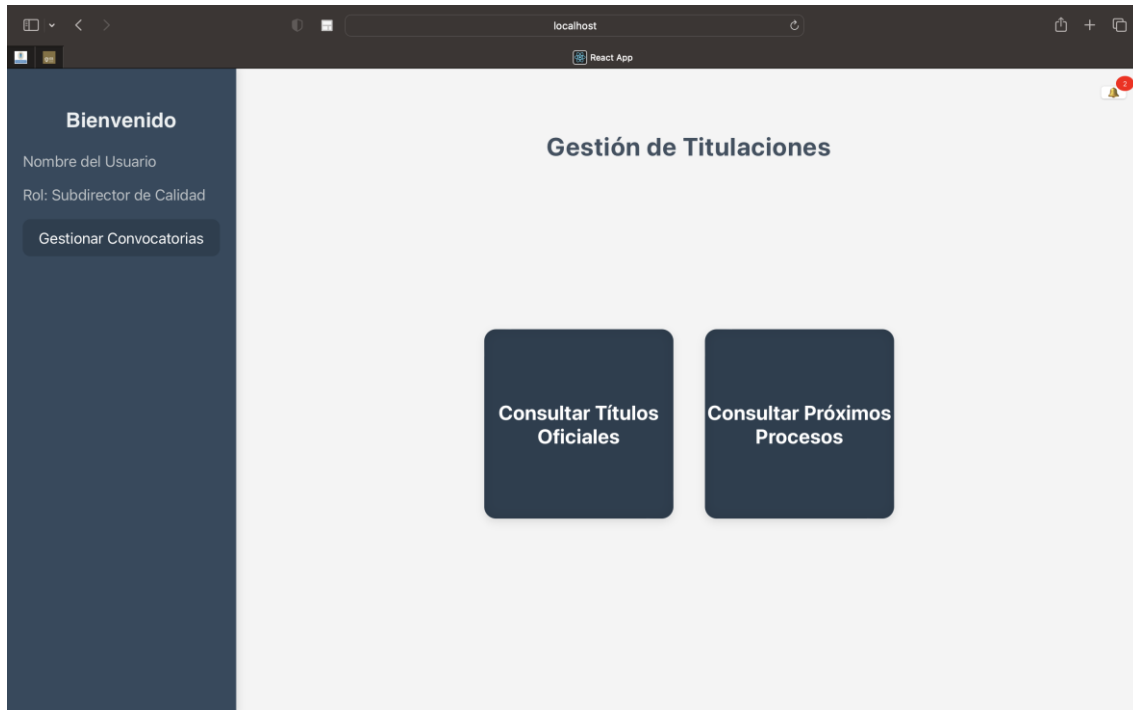 localhost
React App
2
Bienvenido
Nombre del Usuario
Rol: Subdirector de Calidad
Gestionar Convocatorias
Gestión de Titulaciones
Consultar Títulos
Oficiales
Consultar Próximos
Procesos